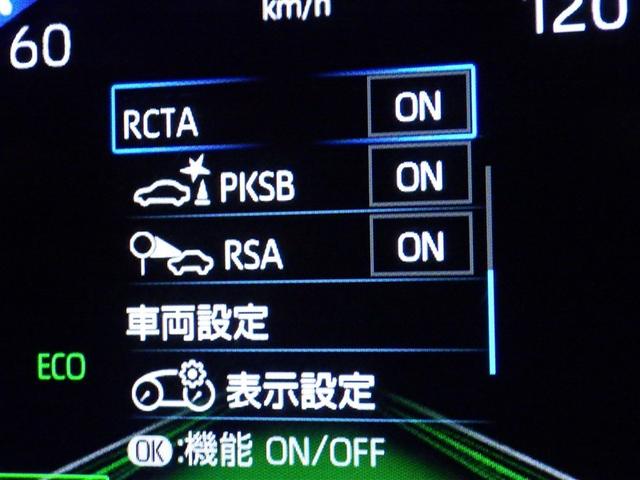 km/h
60
120
RCTA ON
PKSB ON
RSA ON
車両設定
ECO
表示設定
OK:機能 ON/OFF